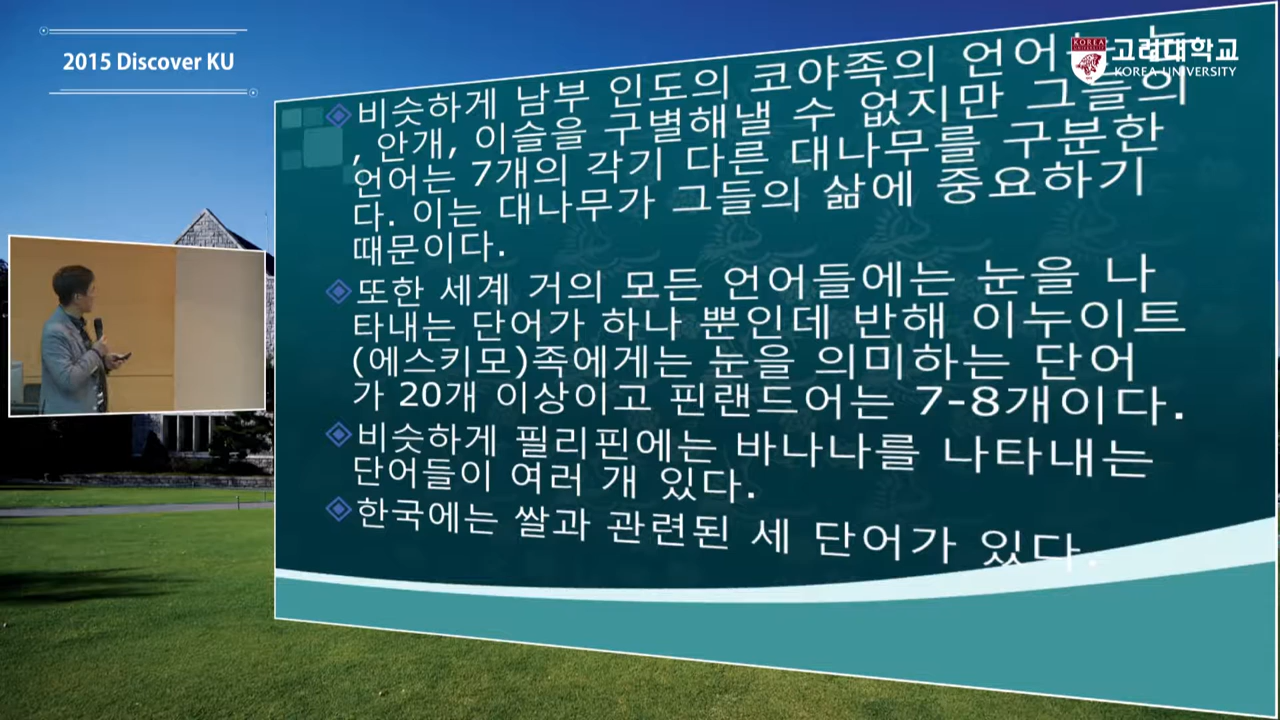 2015 Discover KU
고려대학교
KOREA UNIVERSITY
비슷하게 남부 인도의 코야족의 언어는
, 안개, 이슬을 구별해낼 수 없지만 그들의
언어는 7개의 각기 다른 대나무를 구분한
다. 이는 대나무가 그들의 삶에 중요하기
때문이다.
또한 세계 거의 모든 언어들에는 눈을 나
타내는 단어가 하나 뿐인데 반해 이누이트
(에스키모)족에게는 눈을 의미하는 단어
가 20개 이상이고 핀랜드어는 7-8개이다.
비슷하게 필리핀에는 바나나를 나타내는
단어들이 여러 개 있다.
한국에는 쌀과 관련된 세 단어가 있다.